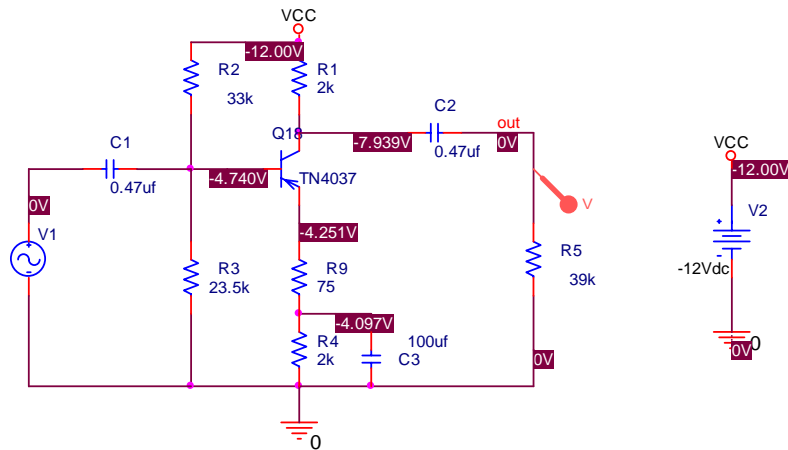 VCC
-12.00V
R2
33k
R1
2k
C2
0.47uf
out
0V
Q18
-7.939V
C1
0.47uf
-4.740V
TN4037
0V
V1
-4.251V
V
R3
23.5k
R9
75
R5
39k
-4.097V
100uf
R4
2k
C3
0V
0
VCC
-12.00V
V2
+
-
-12Vdc
0
0V